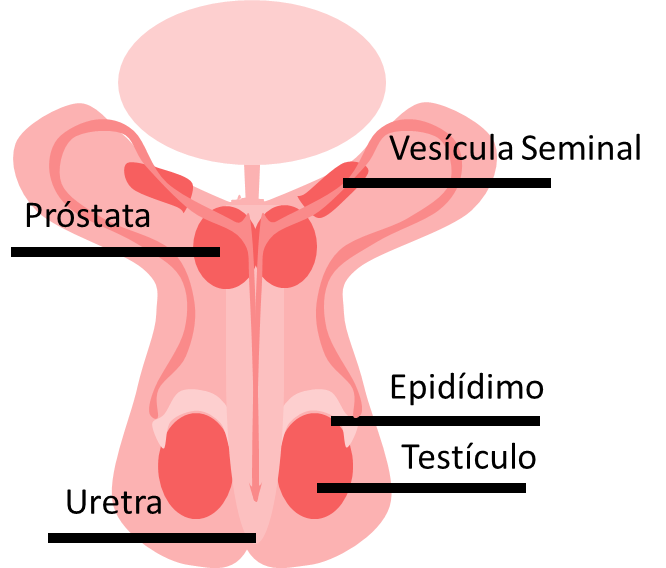 Vesícula Seminal
Próstata
Epidídimo
Testículo
Uretra